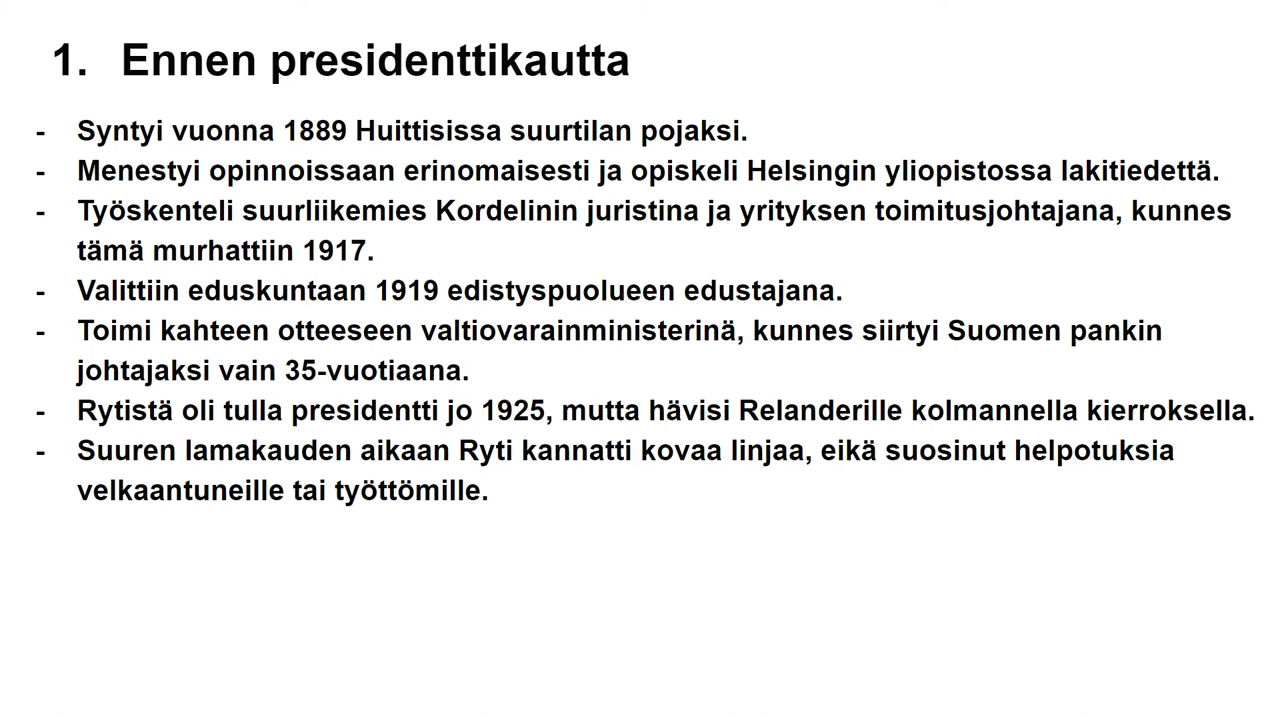 1. Ennen presidenttikautta
- Syntyi vuonna 1889 Huittisissa suurtilan pojaksi.
- Menestyi opinnoissaan erinomaisesti ja opiskeli Helsingin yliopistossa lakitiedettä.
- Työskenteli suurliikemies Kordelinin juristina ja yrityksen toimitusjohtajana, kunnes
tämä murhattiin 1917.
- Valittiin eduskuntaan 1919 edistyspuolueen edustajana.
- Toimi kahteen otteeseen valtiovarainministerinä, kunnes siirtyi Suomen pankin
johtajaksi vain 35-vuotiaana.
- Rytistä oli tulla presidentti jo 1925, mutta hävisi Relanderille kolmannella kierroksella.
- Suuren lamakauden aikaan Ryti kannatti kovaa linjaa, eikä suosinut helpotuksia
velkaantuneille tai työttömille.